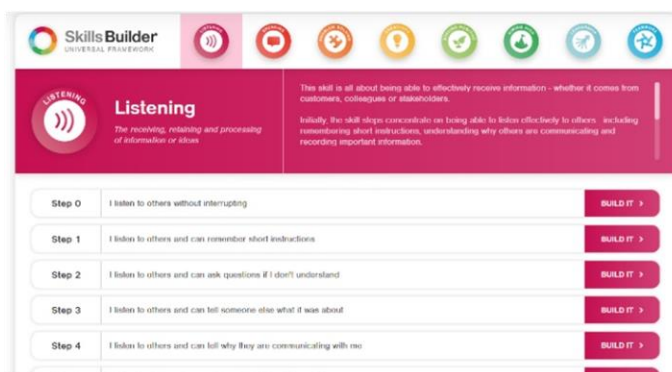 Skills Builder
UNIVERSAL FRAMEWORK
LISTENING
SPEAKING
LISTENING
Listening
The receiving, retaining and processing
of information or ideas
This skill is all about being able to effectively receive information - whether it comes from
customers, colleagues or stakeholders.
Initially, the skill steps concentrate on being able to listen effectively to others including
remembering short instructions, understanding why others are communicating and
recording important information.
Step 0 I listen to others without interrupting BUILD IT >
Step 1 I listen to others and can remember short instructions BUILD IT >
Step 2 I listen to others and can ask questions if I don't understand BUILD IT >
Step 3 I listen to others and can tell someone else what it was about BUILD IT >
Step 4 I listen to others and can tell why they are communicating with me BUILD IT >